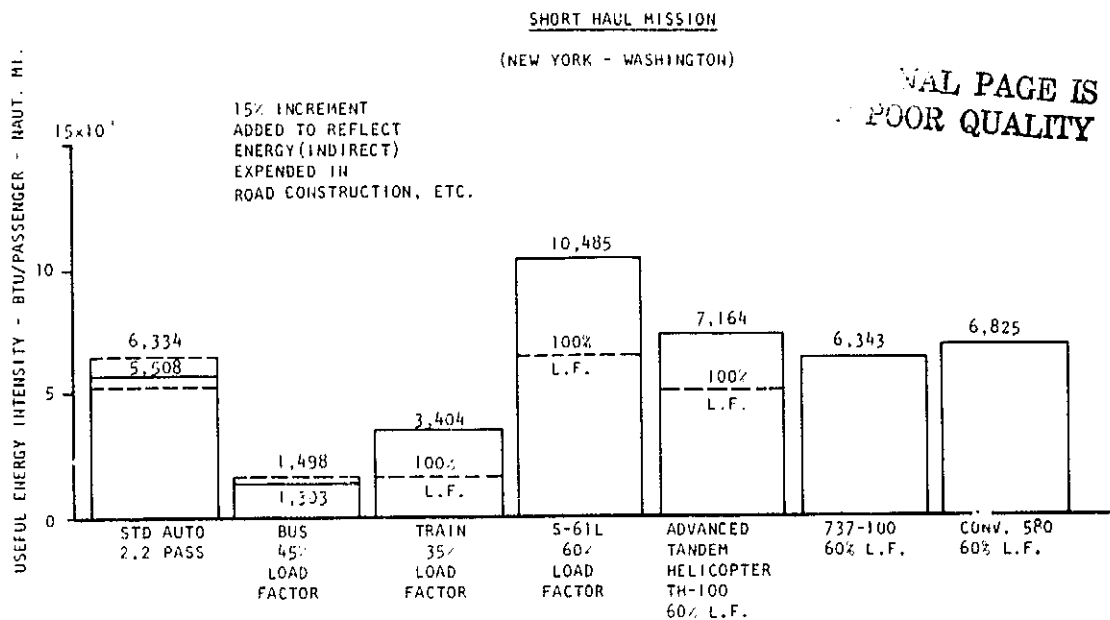 SHORT HAUL MISSION
(NEW YORK - WASHINGTON)
NAL PAGE IS
POOR QUALITY
USEFUL ENERGY INTENSITY - BTU/PASSENGER - NAUT. MI.
15% INCREMENT
ADDED TO REFLECT
ENERGY (INDIRECT)
EXPENDED IN
ROAD CONSTRUCTION, ETC.
15x10
10
5
0
6,334
5,508
1,498
1,303
3,404
100%
L.F.
10,485
100%
L.F.
7,164
100%
L.F.
6,343
6,825
STD AUTO
2.2 PASS
BUS
45%
LOAD
FACTOR
TRAIN
35%
LOAD
FACTOR
S-61L
60%
LOAD
FACTOR
ADVANCED
TANDEM
HELICOPTER
TH-100
60% L.F.
737-100
60% L.F.
CONV. 580
60% L.F.